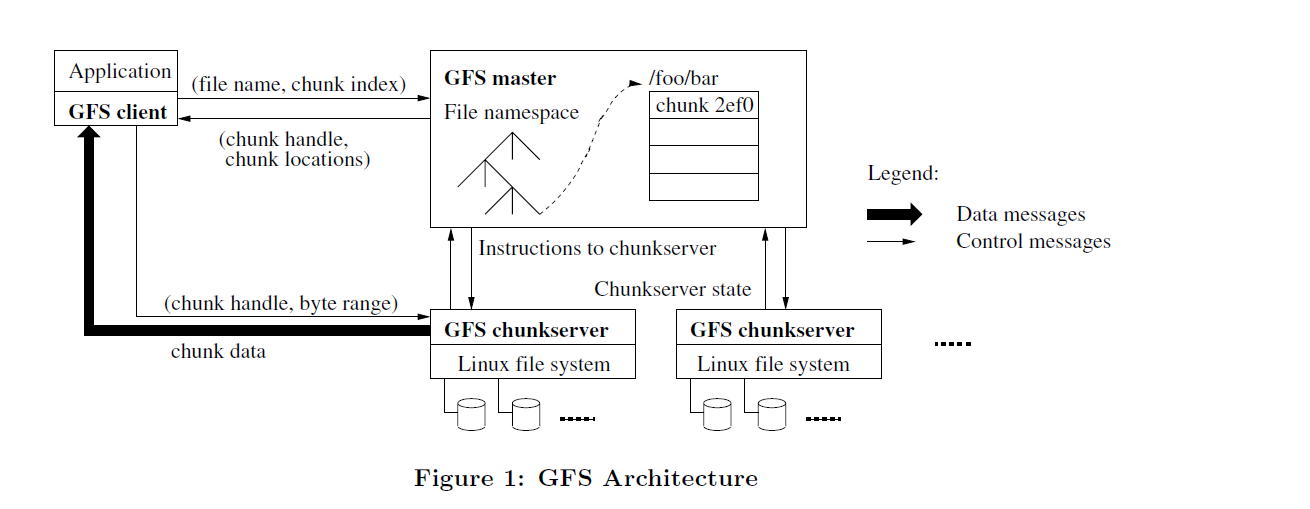 Application
GFS client
(file name, chunk index)
(chunk handle,
chunk locations)
GFS master
File namespace
/foo/bar
chunk 2ef0
Legend:
Data messages
Control messages
Instructions to chunkserver
Chunkserver state
(chunk handle, byte range)
chunk data
GFS chunkserver
Linux file system
GFS chunkserver
Linux file system
Figure 1: GFS Architecture